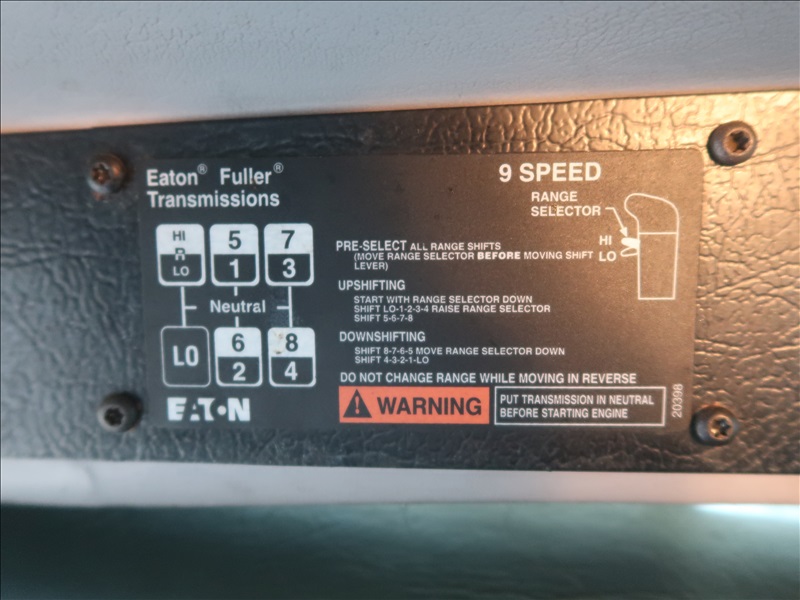 Eaton® Fuller®
Transmissions
9 SPEED
RANGE
SELECTOR
HI
LO
HI
R
LO
5
1
7
3
Neutral
LO
6
2
8
4
EATON
PRE-SELECT ALL RANGE SHIFTS
(MOVE RANGE SELECTOR BEFORE MOVING SHIFT
LEVER)
UPSHIFTING
START WITH RANGE SELECTOR DOWN
SHIFT LO-1-2-3-4 RAISE RANGE SELECTOR
SHIFT 5-6-7-8
DOWNSHIFTING
SHIFT 8-7-6-5 MOVE RANGE SELECTOR DOWN
SHIFT 4-3-2-1-LO
DO NOT CHANGE RANGE WHILE MOVING IN REVERSE
WARNING
PUT TRANSMISSION IN NEUTRAL
BEFORE STARTING ENGINE
20398